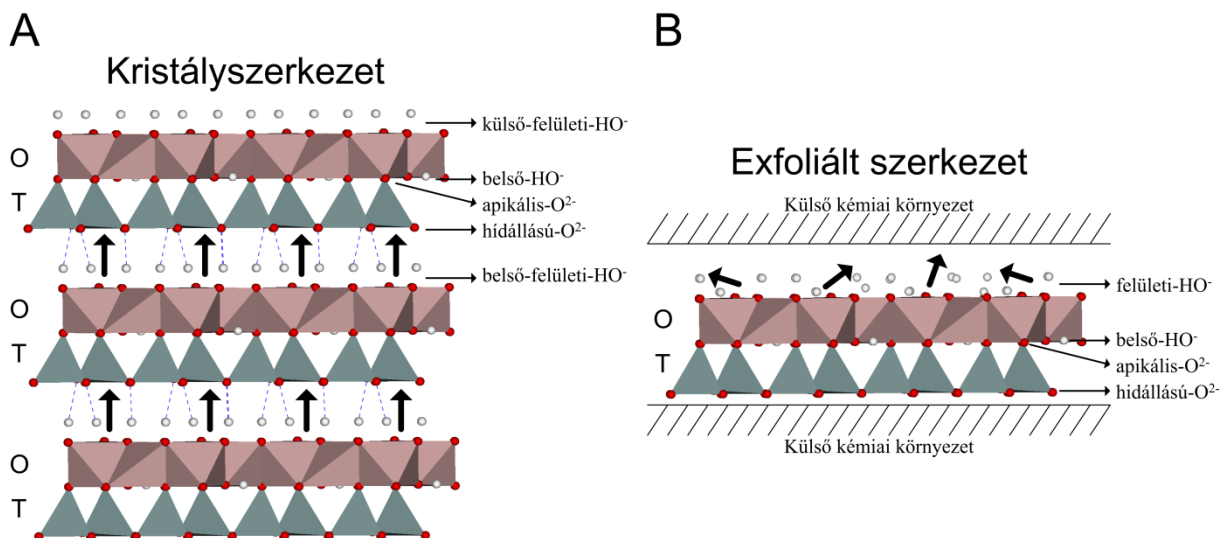 A
Kristályszerkezet
külső-felületi-HO⁻
O
belső-HO⁻
T
apikális-O²⁻
hídállású-O²⁻
belső-felületi-HO⁻
O
T
O
T
B
Exfoliált szerkezet
Külső kémiai környezet
felületi-HO⁻
O
belső-HO⁻
T
apikális-O²⁻
hidállású-O²⁻
Külső kémiai környezet